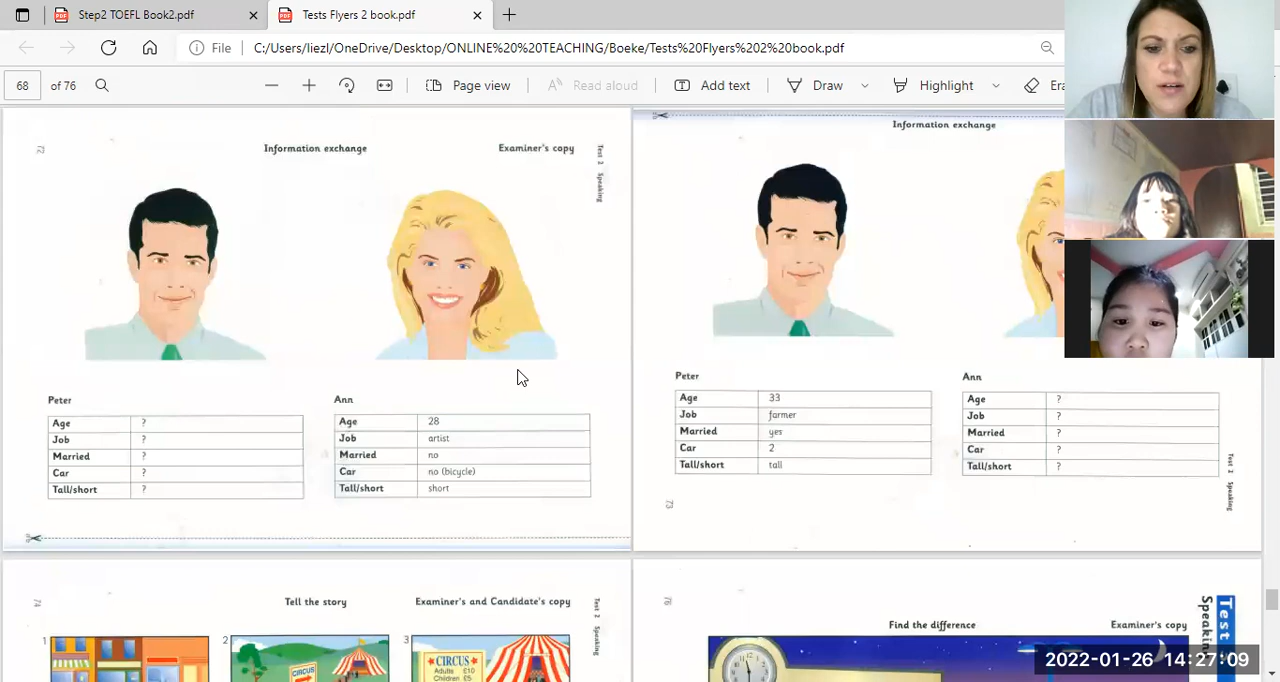 Step2 TOEFL Book2.pdf
Tests Flyers 2 book.pdf
File
C:/Users/liezl/OneDrive/Desktop/ONLINE%20%20TEACHING/Boeke/Tests%20Flyers%202%20book.pdf
68 of 76
Page view
Read aloud
Add text
Draw
Highlight
Era
72
Information exchange
Examiner's copy
Test 2 Speaking
Peter
Age ?
Job ?
Married ?
Car ?
Tall/short ?
Ann
Age 28
Job artist
Married no
Car no (bicycle)
Tall/short short
Information exchange
Peter
Age 33
Job farmer
Married yes
Car 2
Tall/short tall
Ann
Age ?
Job ?
Married ?
Car ?
Tall/short ?
73
Test 2 Speaking
74
Tell the story
Examiner's and Candidate's copy
Test 2 Speaking
1
2
3
CIRCUS
CIRCUS
Adults £10
Children £5
76
Find the difference
Examiner's copy
Test
Speaking
2022-01-26 14:27:09